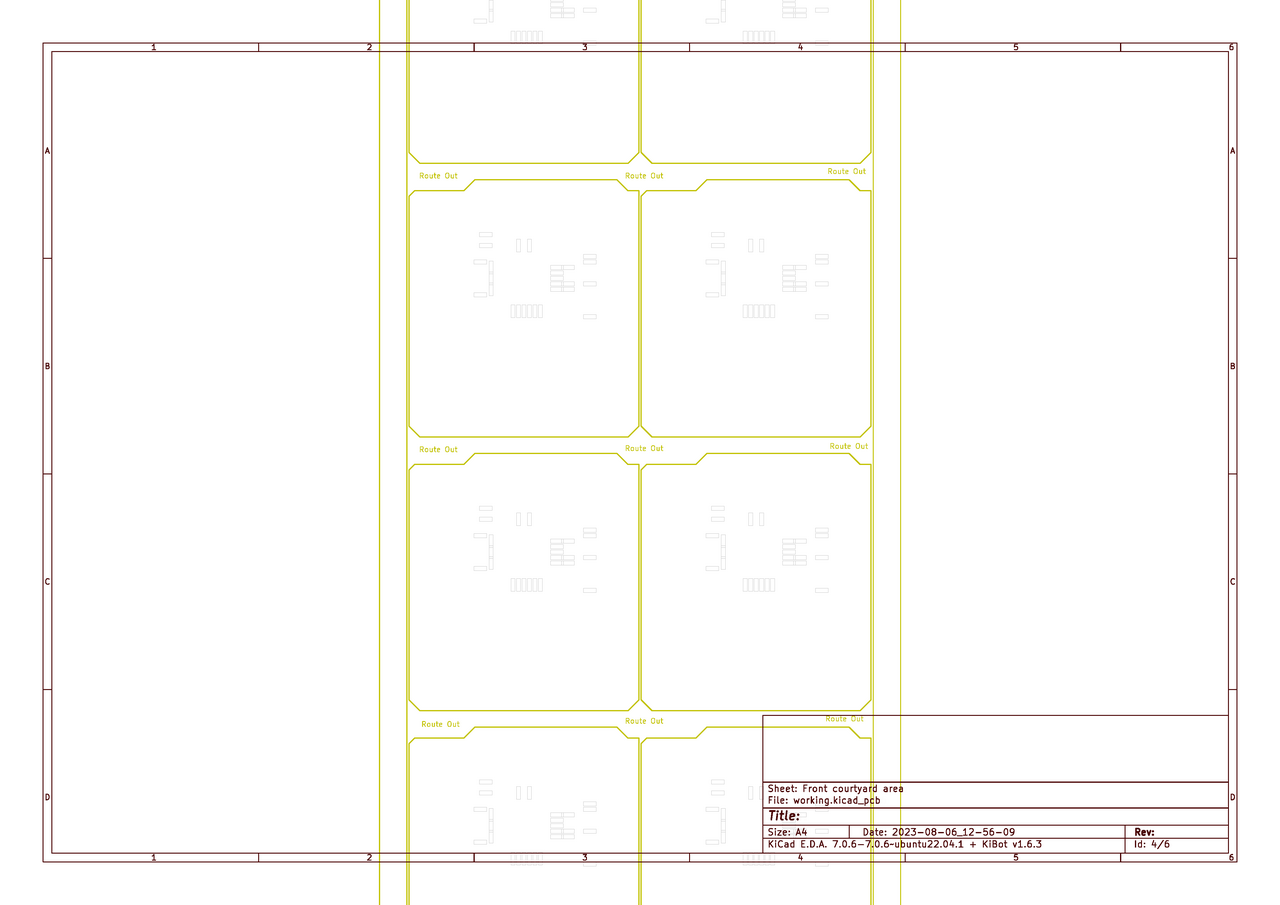 1 2 3 4 5 6
A A
Route Out Route Out Route Out
B B
Route Out Route Out Route Out
C C
Route Out Route Out Route Out
Sheet: Front courtyard area
D D
File: working.kicad_pcb
Title:
Size: A4 Date: 2023-08-06_12-56-09 Rev:
KiCad E.D.A. 7.0.6-7.0.6~ubuntu22.04.1 + KiBot v1.6.3 Id: 4/6
1 2 3 4 5 6